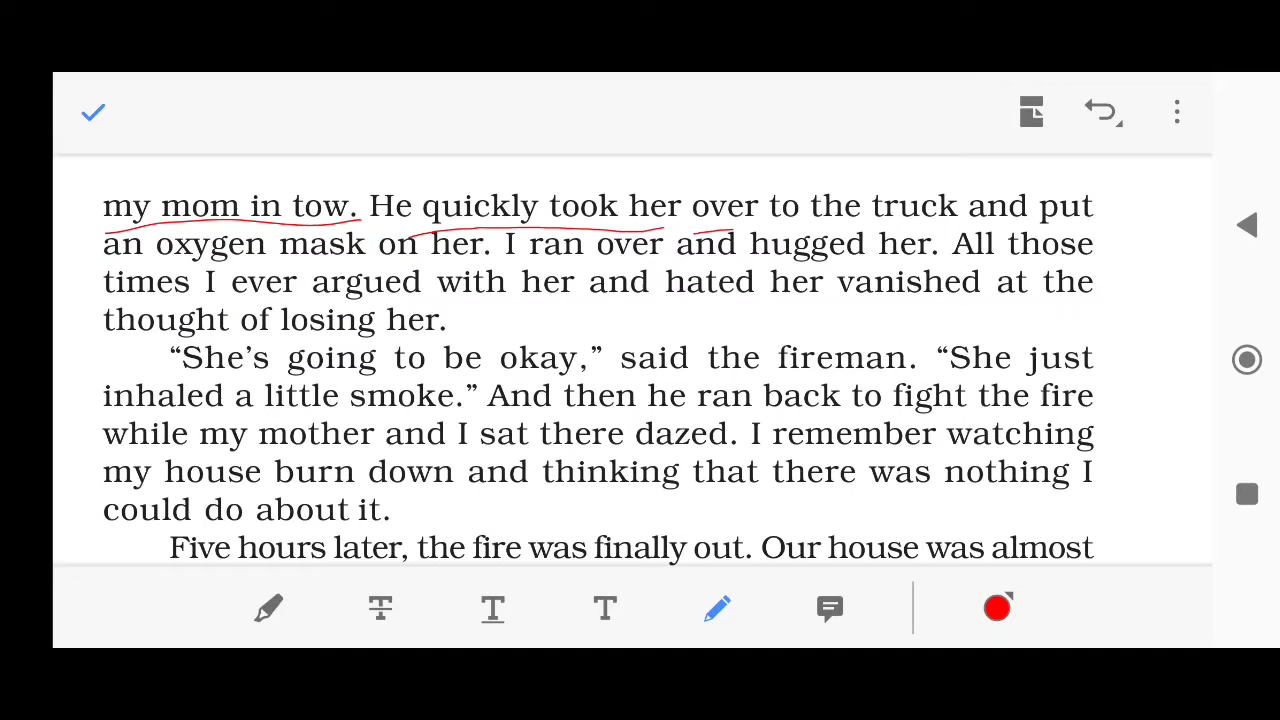 my mom in tow. He quickly took her over to the truck and put
an oxygen mask on her. I ran over and hugged her. All those
times I ever argued with her and hated her vanished at the
thought of losing her.
“She’s going to be okay,” said the fireman. “She just
inhaled a little smoke.” And then he ran back to fight the fire
while my mother and I sat there dazed. I remember watching
my house burn down and thinking that there was nothing I
could do about it.
Five hours later, the fire was finally out. Our house was almost